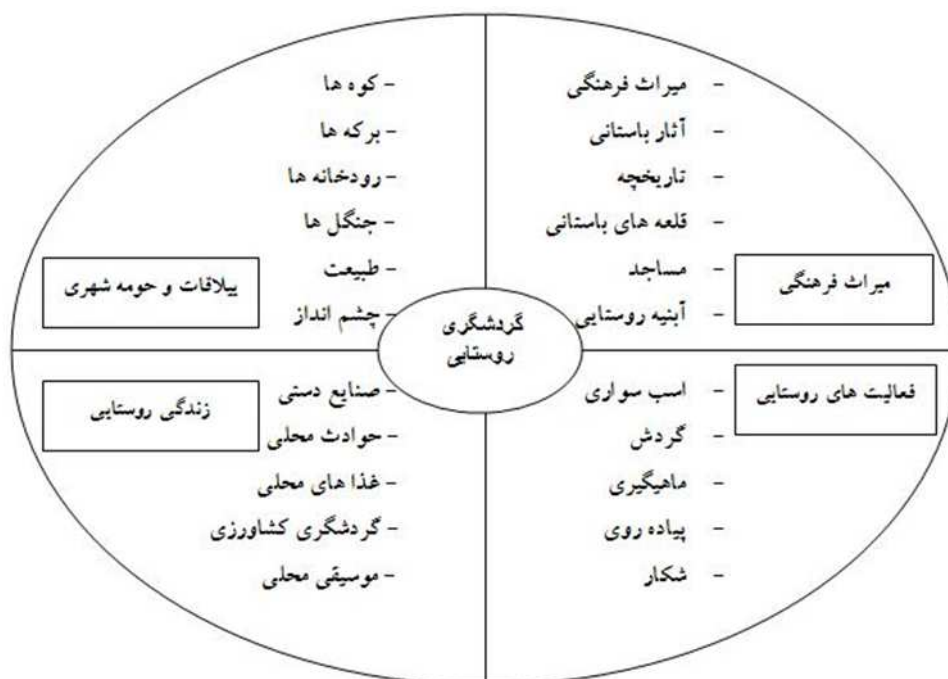 میراث فرهنگی -
آثار باستانی -
تاریخچه -
قلعه های باستانی -
مساجد -
آبنیه روستایی -
میراث فرهنگی
- کوه ها
- برکه ها
- رودخانه ها
- جنگل ها
- طبیعت
- چشم انداز
ییلاقات و حومه شهری
گردشگری
روستایی
فعالیت های روستایی
- اسب سواری
- گردش
- ماهیگیری
- پیاده روی
- شکار
زندگی روستایی
- صنایع دستی
- حوادث محلی
- غذا های محلی
- گردشگری کشاورزی
- موسیقی محلی